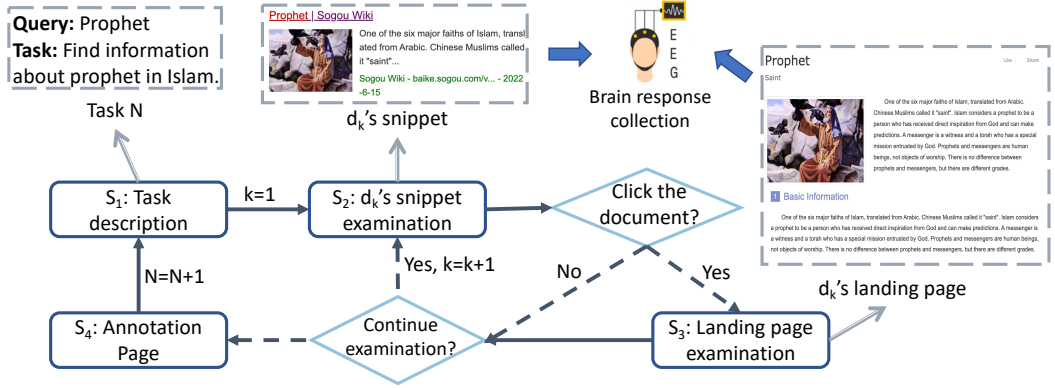 Query: Prophet
Task: Find information
about prophet in Islam.
Task N
Prophet | Sogou Wiki
One of the six major faiths of Islam, transl
ated from Arabic. Chinese Muslims called
it "saint"...
Sogou Wiki - baike.sogou.com/v... - 2022
-6-15
dk's snippet
E
E
G
Brain response
collection
Prophet
Like
Share
Saint
One of the six major faiths of Islam, translated from Arabic.
Chinese Muslims called it "saint". Islam considers a prophet to be a
person who has received direct inspiration from God and can make
predictions. A messenger is a witness and a torah who has a special
mission entrusted by God. Prophets and messengers are human
beings, not objects of worship. There is no difference between
prophets and messengers, but there are different grades.
1 Basic Information
One of the six major faiths of Islam, translated from Arabic. Chinese Muslims called it "saint". Islam considers
a prophet to be a person who has received direct inspiration from God and can make predictions. A messenger is
a witness and a torah who has a special mission entrusted by God. Prophets and messengers are human beings,
not objects of worship. There is no difference between prophets and messengers, but there are different grades.
dk's landing page
S1: Task
description
k=1
S2: dk's snippet
examination
Click the
document?
No
Yes
Yes, k=k+1
N=N+1
S4: Annotation
Page
Continue
examination?
S3: Landing page
examination